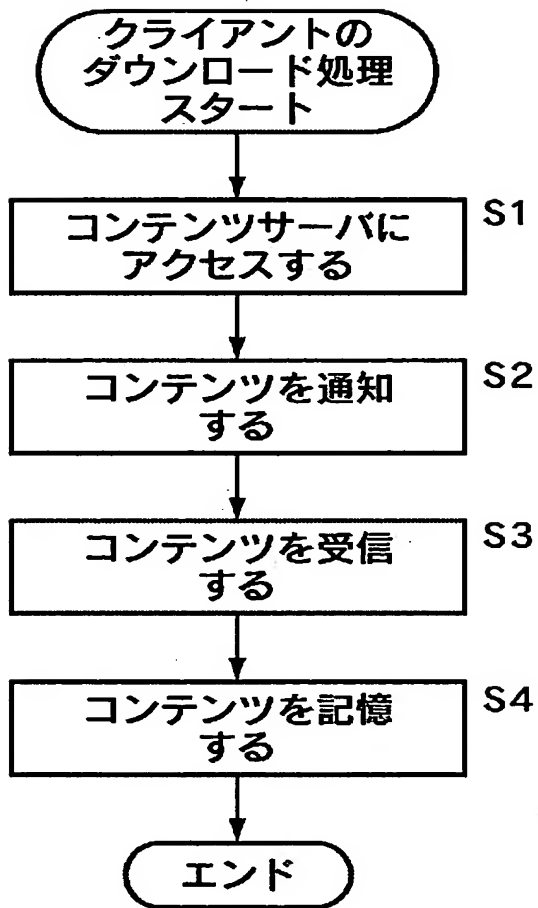 クライアントの
ダウンロード処理
スタート
コンテンツサーバに
アクセスする
S1
コンテンツを通知
する
S2
コンテンツを受信
する
S3
コンテンツを記憶
する
S4
エンド